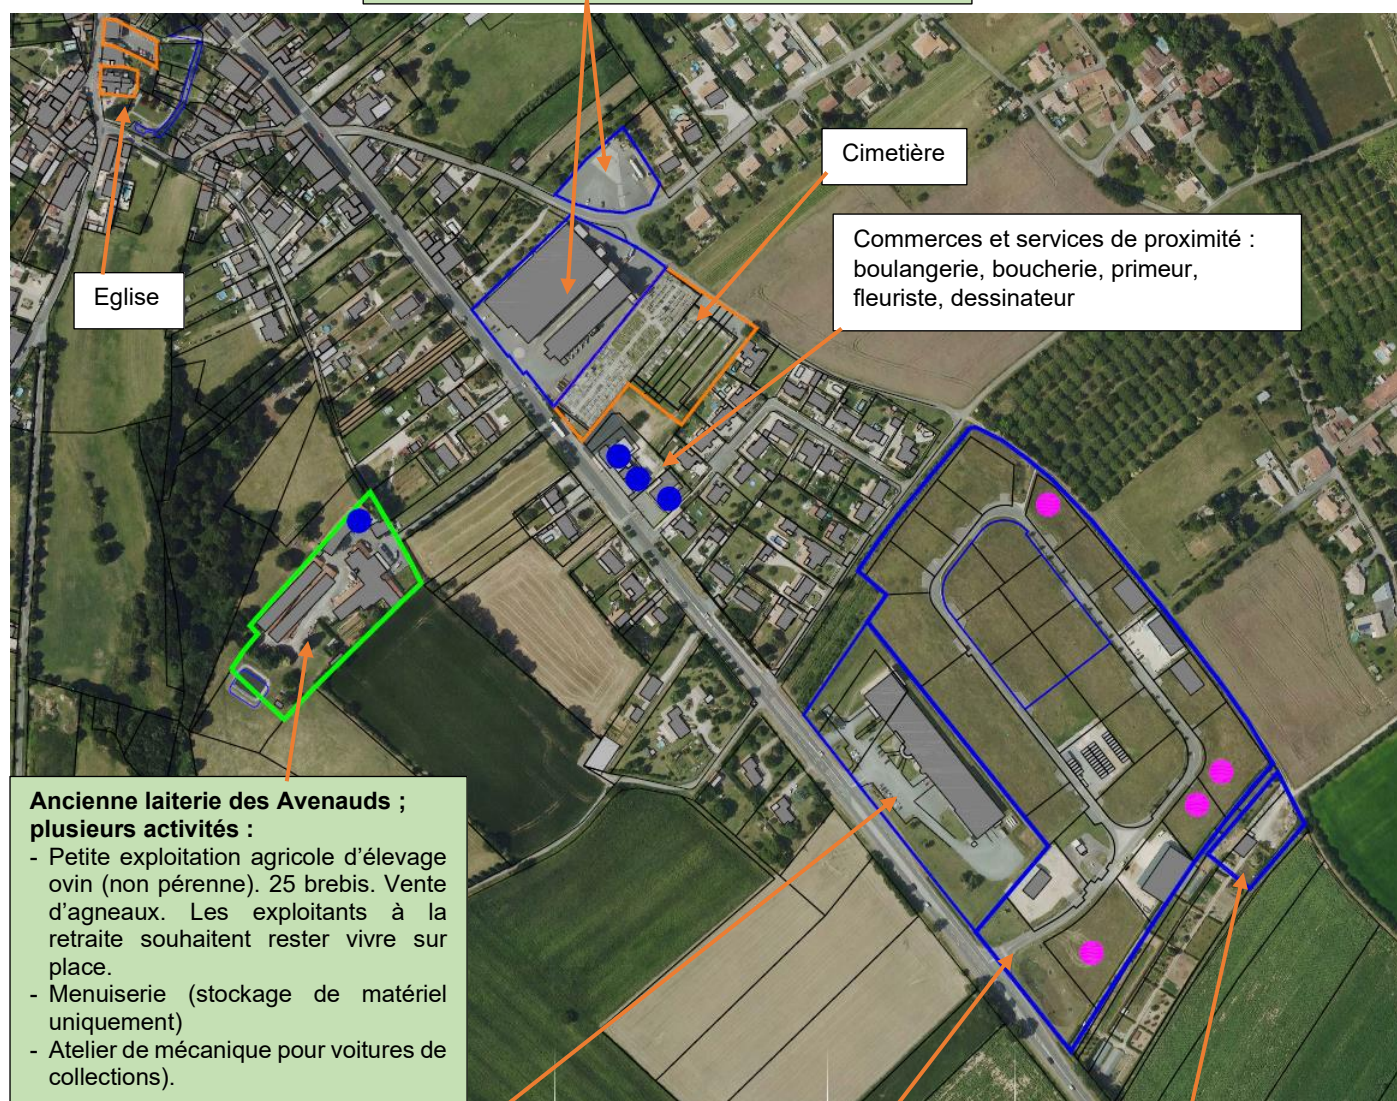 Cimetière
Commerces et services de proximité :
boulangerie, boucherie, primeur,
fleuriste, dessinateur
Eglise
Ancienne laiterie des Avenauds ;
plusieurs activités :
- Petite exploitation agricole d'élevage
ovin (non pérenne). 25 brebis. Vente
d'agneaux. Les exploitants à la
retraite souhaitent rester vivre sur
place.
- Menuiserie (stockage de matériel
uniquement)
- Atelier de mécanique pour voitures de
collections).